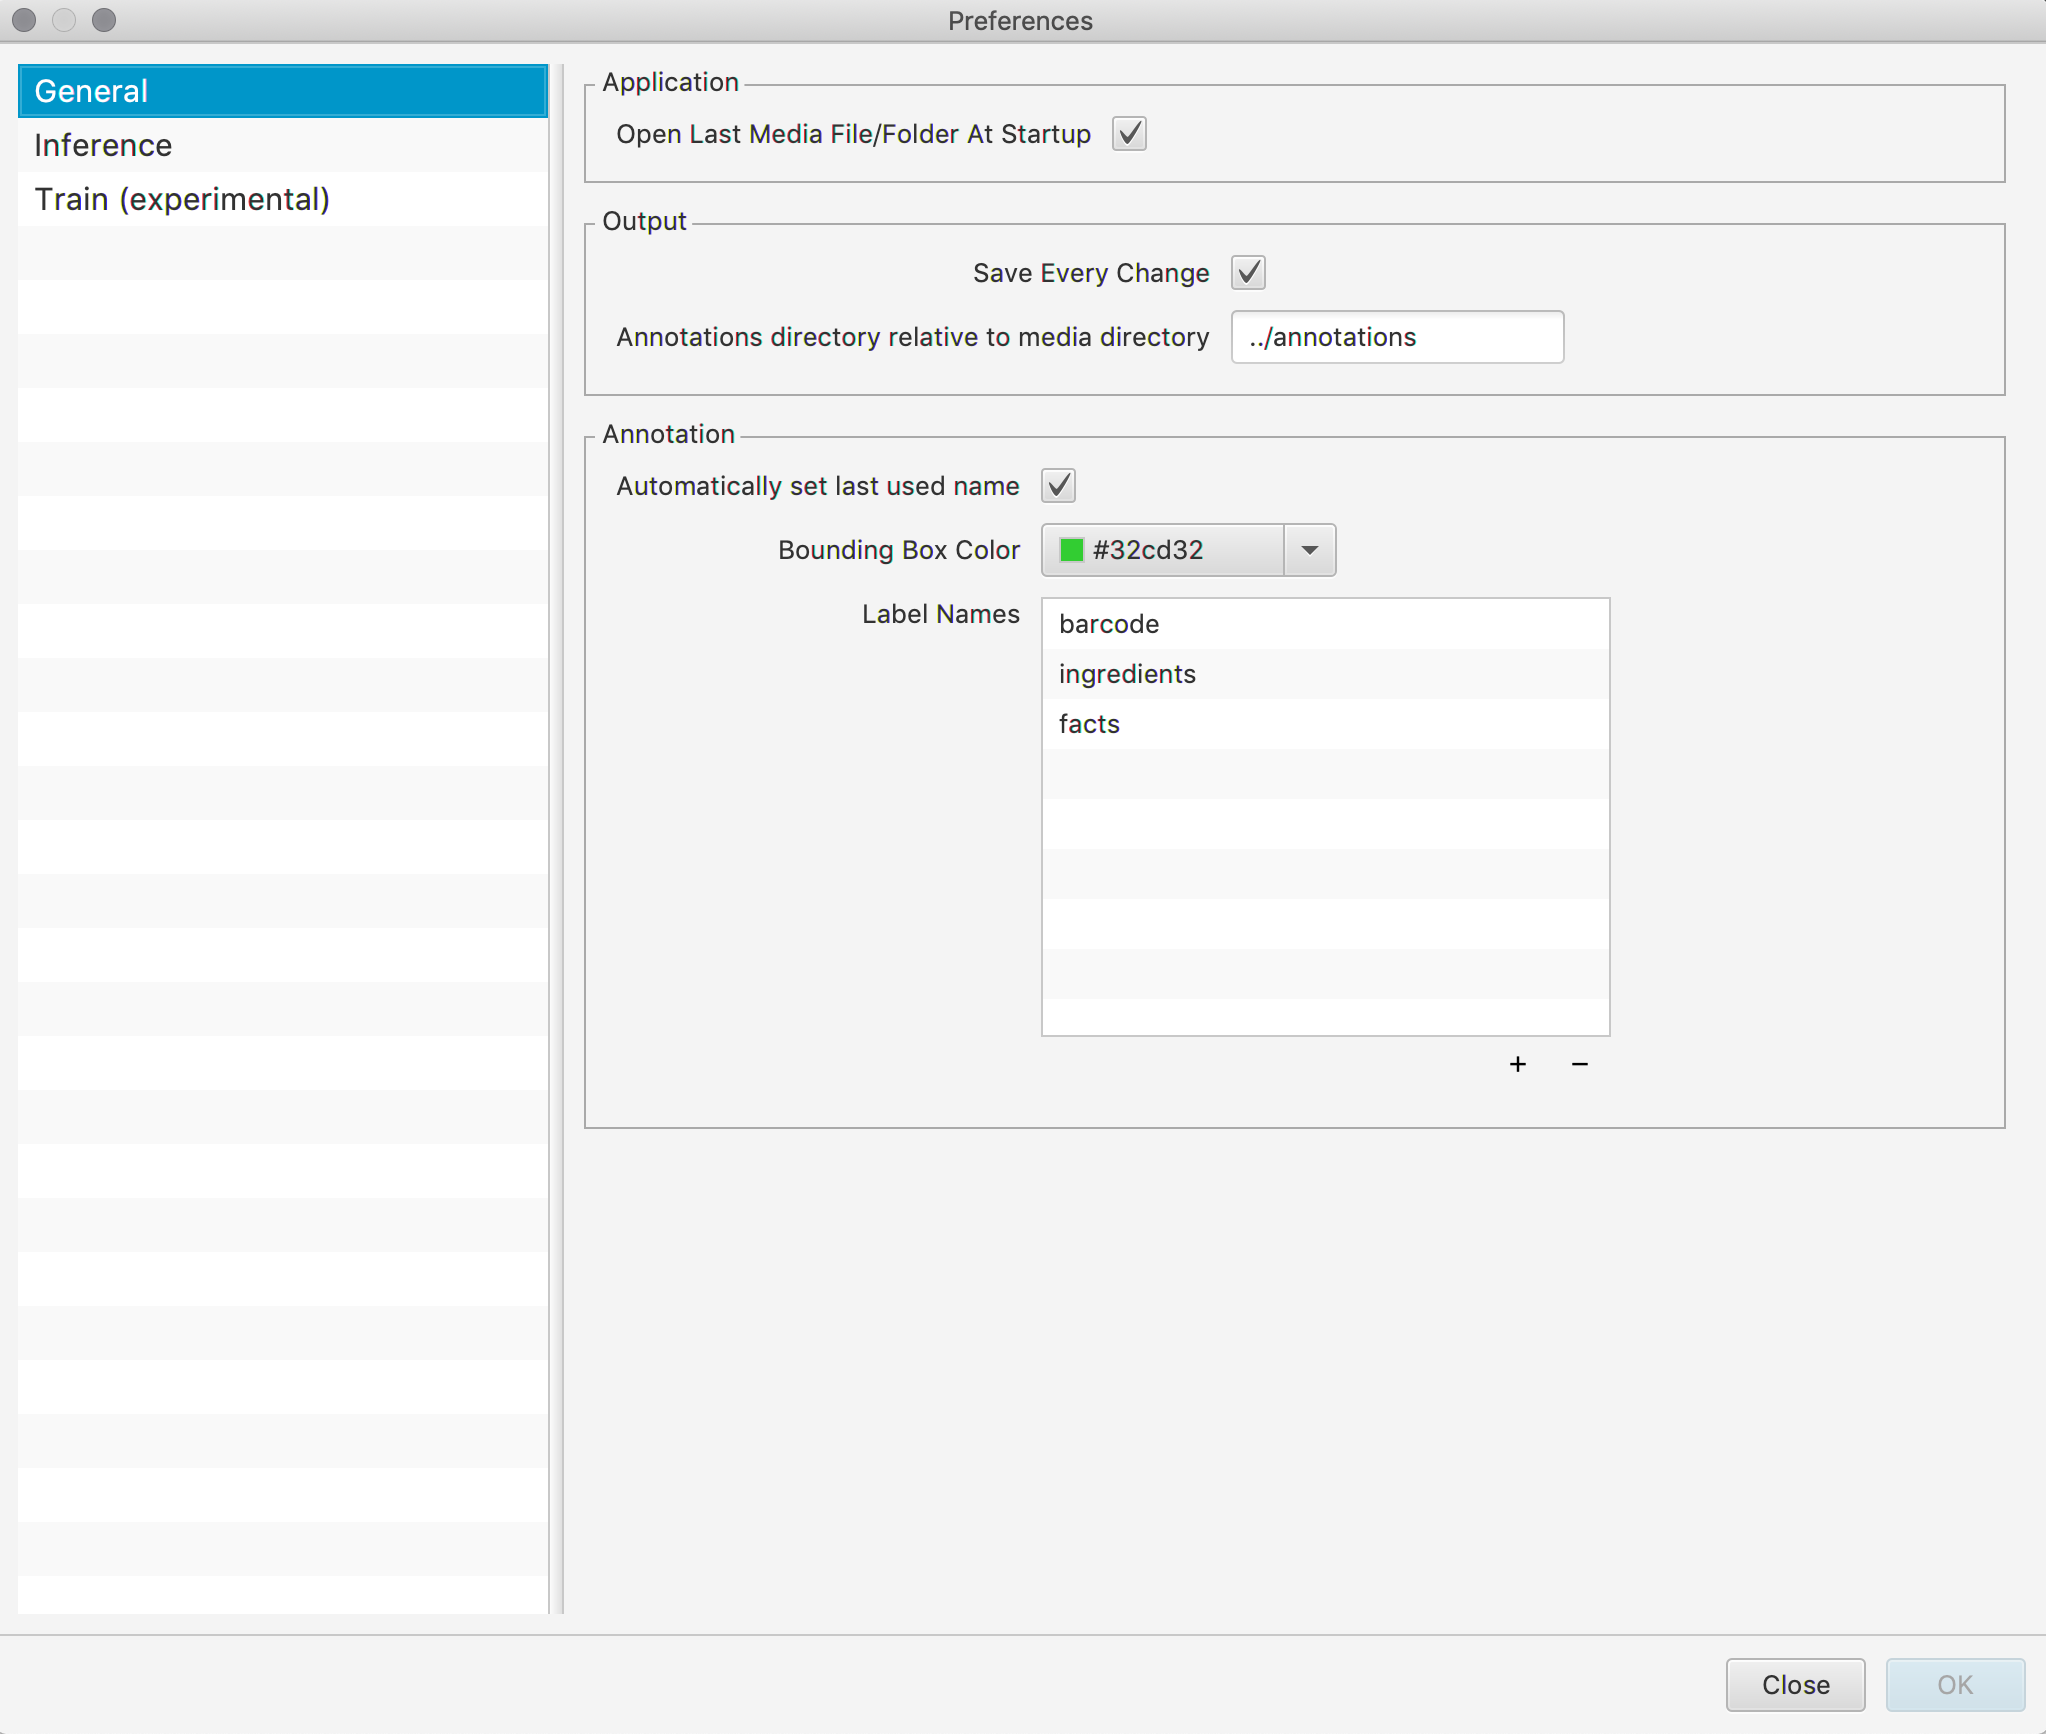 Preferences
General
Inference
Train (experimental)
Application
Open Last Media File/Folder At Startup
Output
Save Every Change
Annotations directory relative to media directory ../annotations
Annotation
Automatically set last used name
Bounding Box Color #32cd32
Label Names
barcode
ingredients
facts
+ −
Close OK